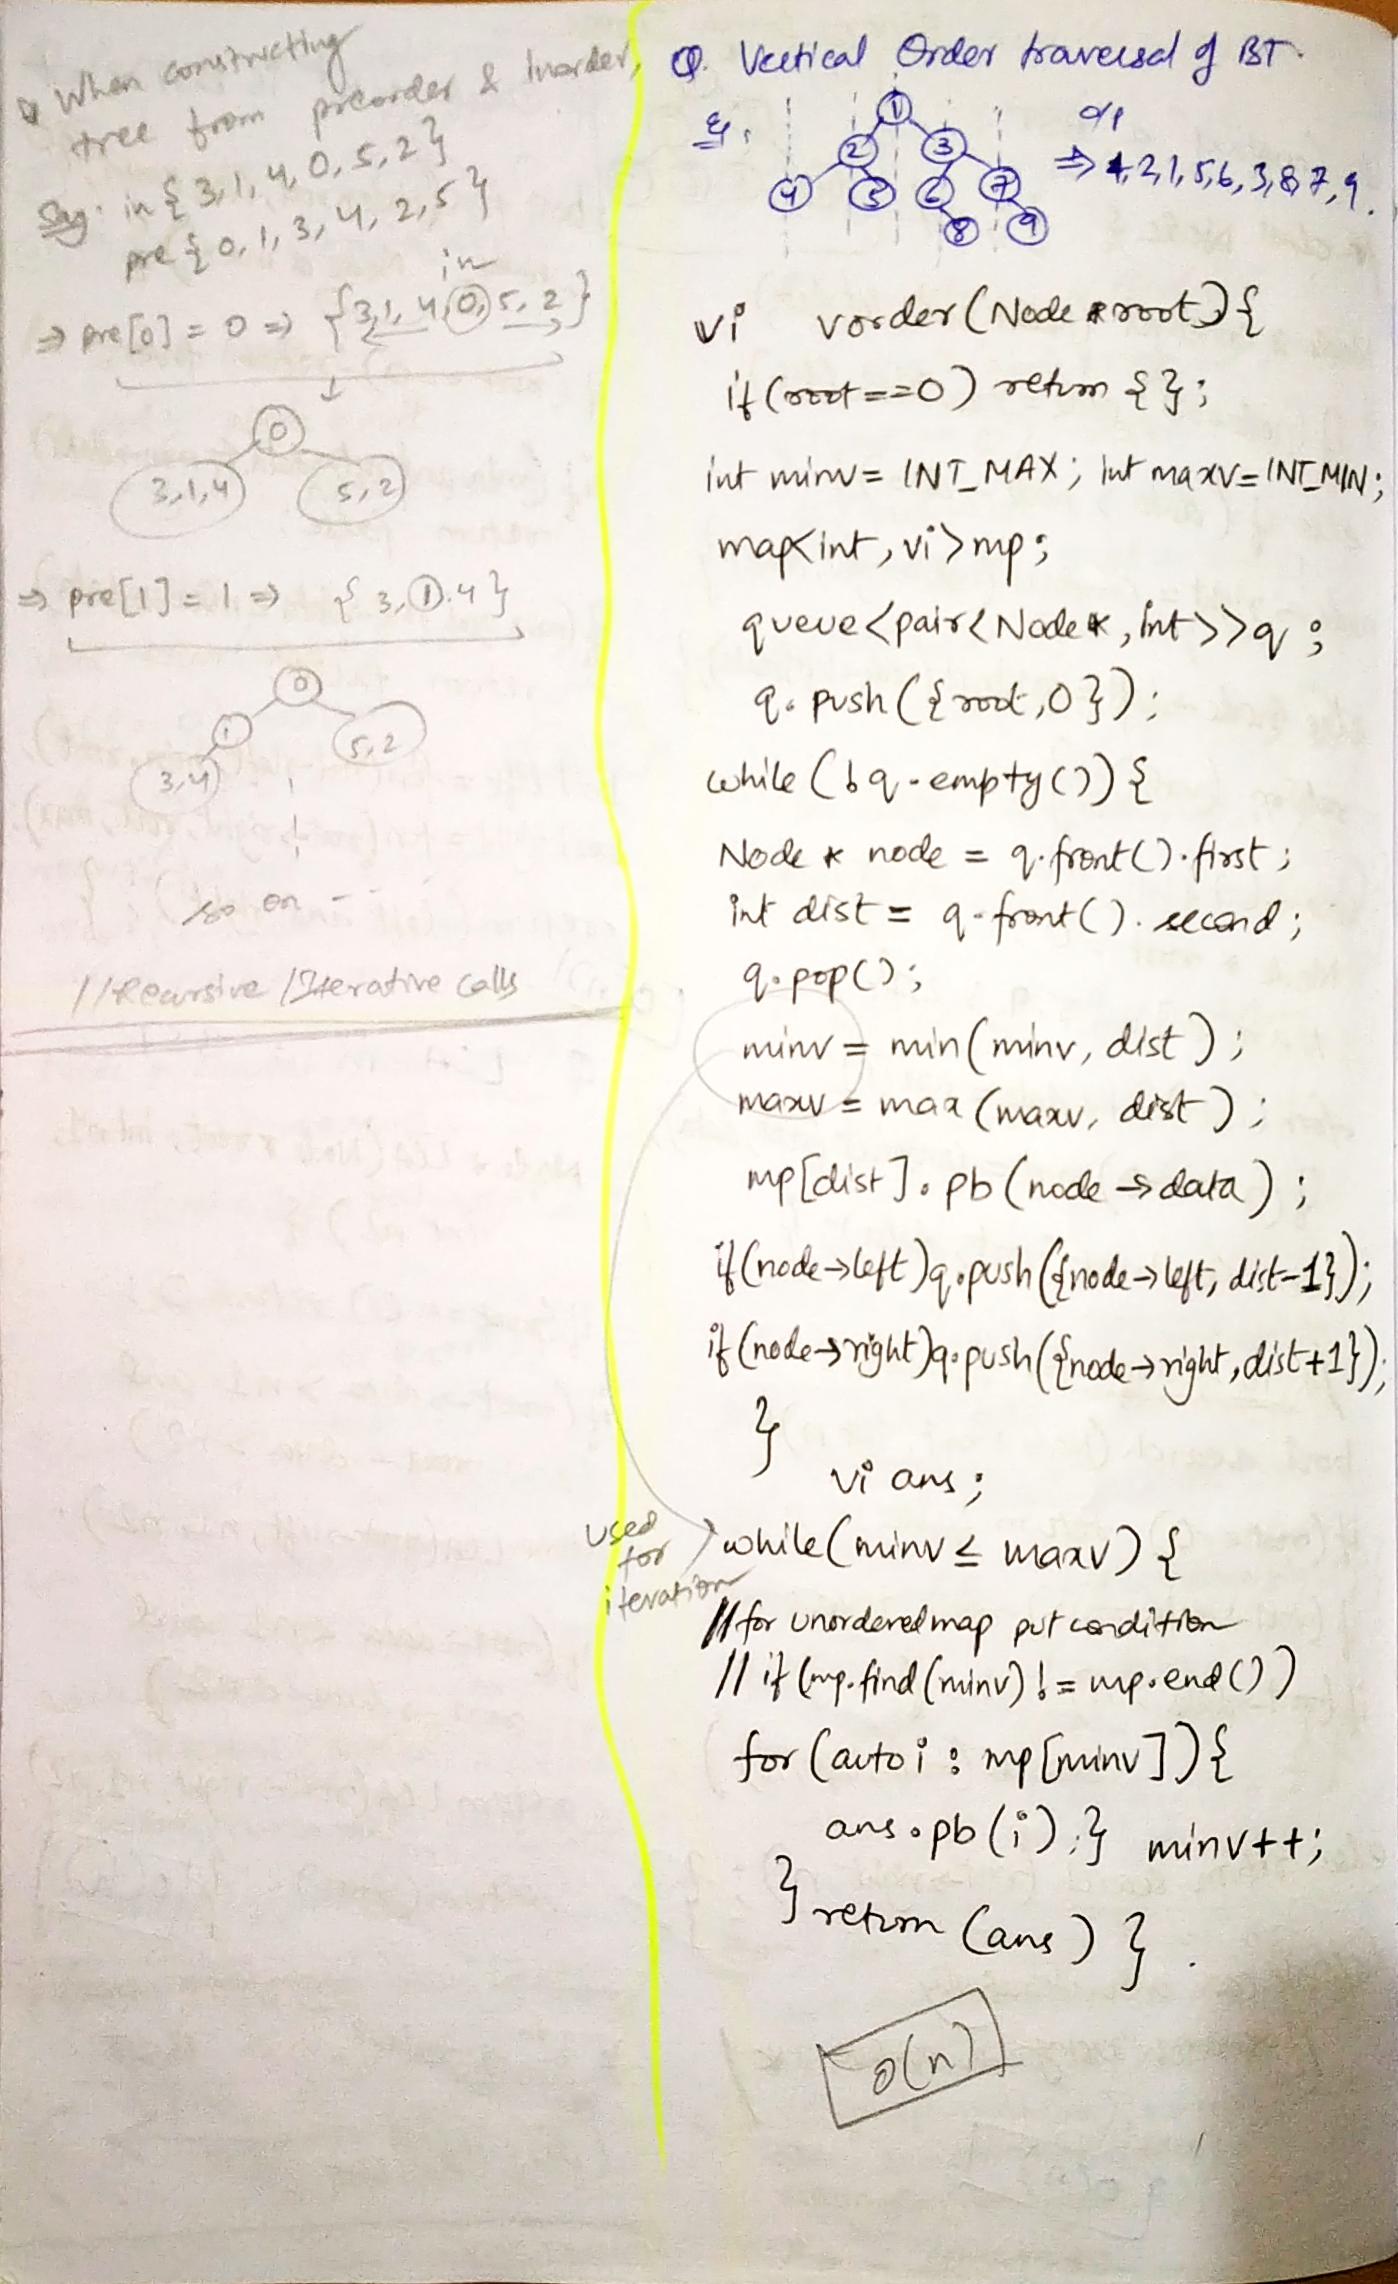 When constructing
tree from preorder & Inorder,
Say. in {3, 1, 4, 0, 5, 2}
pre {0, 1, 3, 4, 2, 5}
in
⇒ pre[0] = 0 ⇒ {3, 1, 4, 0, 5, 2}
0
3, 1, 4
5, 2
⇒ pre[1] = 1 ⇒ {3, 1, 4}
0
1
5, 2
3, 4
so on - -
//Recursive /Iterative Calls
Q. Vertical Order traversal of BT.
Eg.
1
2 3
4 5 6 7
8 9
o/p
⇒ 4, 2, 1, 5, 6, 3, 8, 7, 9.
vi vorder(Node *root){
if(root==0) return {};
int minv= INT_MAX; int maxv=INT_MIN;
map<int, vi>mp;
queue<pair<Node*, int>>q;
q.push({root,0});
while(!q.empty()){
Node * node = q.front().first;
int dist = q.front().second;
q.pop();
minv = min(minv, dist);
maxv = max(maxv, dist);
mp[dist].pb(node→data);
if(node→left)q.push({node→left, dist-1});
if(node→right)q.push({node→right,dist+1});
}
vi ans;
used
for
iteration
while(minv ≤ maxv) {
//for unorderedmap put condition
// if (mp.find(minv) != mp.end())
for (auto i : mp[minv]){
ans.pb(i);} minv++;
} return (ans) }.
O(n)